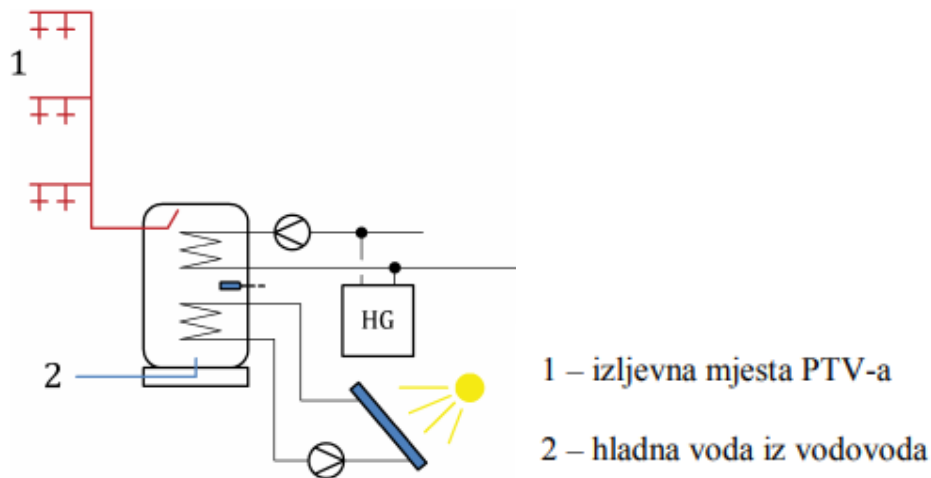 1
HG
2
1 – izljevna mjesta PTV-a
2 – hladna voda iz vodovoda